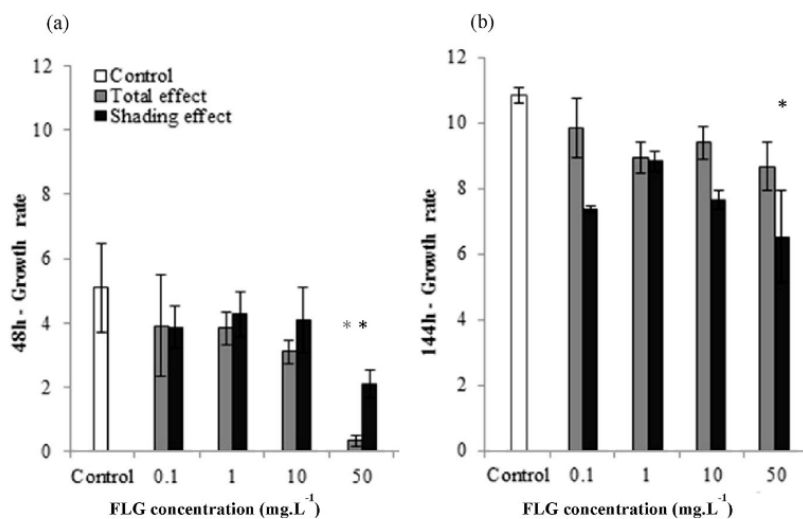 (a)
12
10
8
6
4
2
0
48h - Growth rate
Control
Total effect
Shading effect
* *
Control 0.1 1 10 50
FLG concentration (mg.L⁻¹)
(b)
12
10
8
6
4
2
0
144h - Growth rate
*
Control 0.1 1 10 50
FLG concentration (mg.L⁻¹)